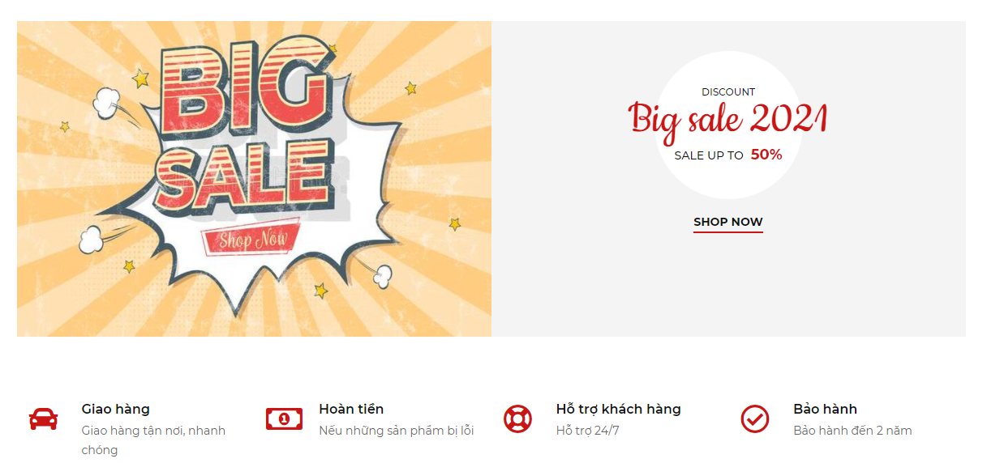 BIG
SALE
Shop Now
DISCOUNT
Big sale 2021
SALE UP TO 50%
SHOP NOW
Giao hàng
Giao hàng tận nơi, nhanh
chóng
Hoàn tiền
Nếu những sản phẩm bị lỗi
Hỗ trợ khách hàng
Hỗ trợ 24/7
Bảo hành
Bảo hành đến 2 năm